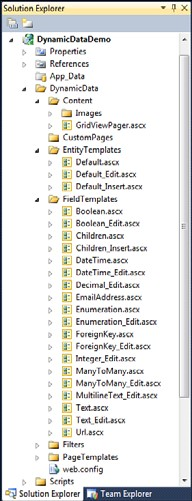 Solution Explorer
DynamicDataDemo
Properties
References
App_Data
DynamicData
Content
Images
GridViewPager.ascx
CustomPages
EntityTemplates
Default.ascx
Default_Edit.ascx
Default_Insert.ascx
FieldTemplates
Boolean.ascx
Boolean_Edit.ascx
Children.ascx
Children_Insert.ascx
DateTime.ascx
DateTime_Edit.ascx
Decimal_Edit.ascx
EmailAddress.ascx
Enumeration.ascx
Enumeration_Edit.ascx
ForeignKey.ascx
ForeignKey_Edit.ascx
Integer_Edit.ascx
ManyToMany.ascx
ManyToMany_Edit.ascx
MultilineText_Edit.ascx
Text.ascx
Text_Edit.ascx
Url.ascx
Filters
PageTemplates
web.config
Scripts
Solution Explorer Team Explorer